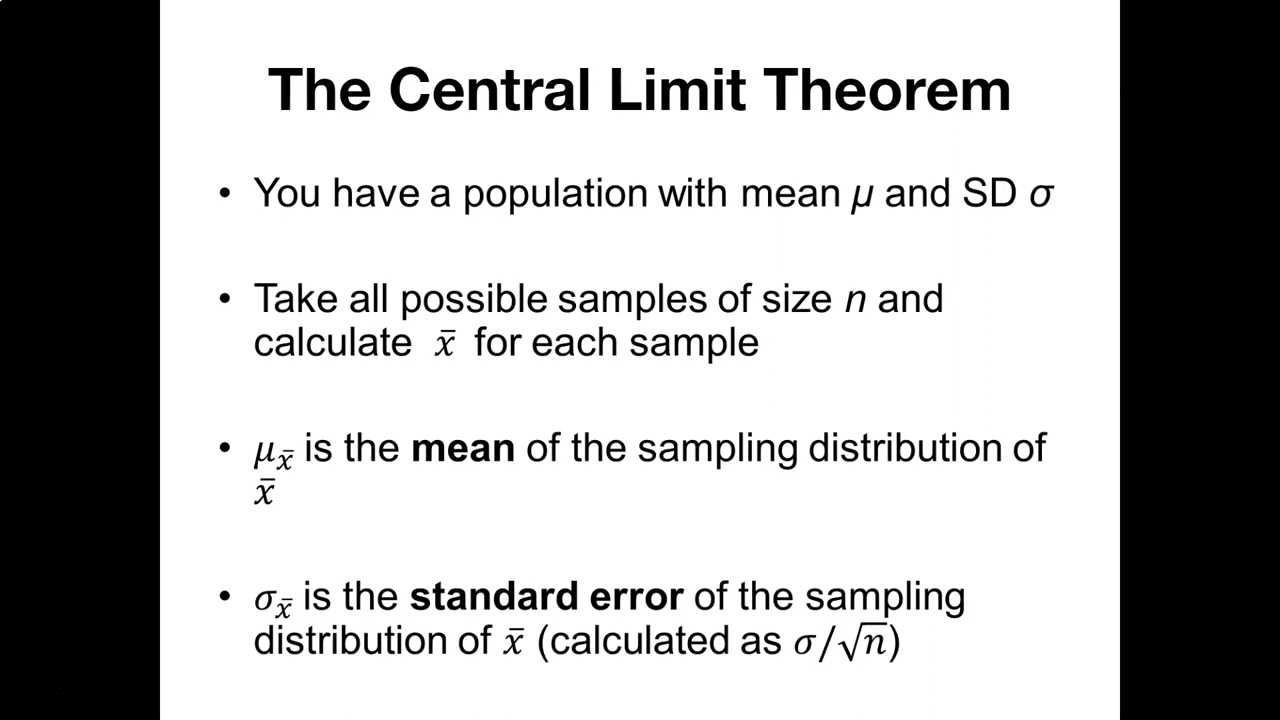 The Central Limit Theorem
• You have a population with mean μ and SD σ
• Take all possible samples of size n and
calculate x̄ for each sample
• μx̄ is the mean of the sampling distribution of
x̄
• σx̄ is the standard error of the sampling
distribution of x̄ (calculated as σ/√n)